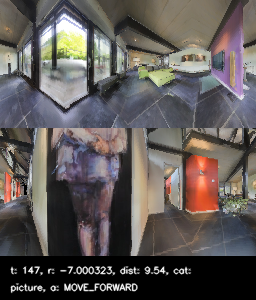 t: 147, r: -7.000323, dist: 9.54, cat:
picture, a: MOVE_FORWARD